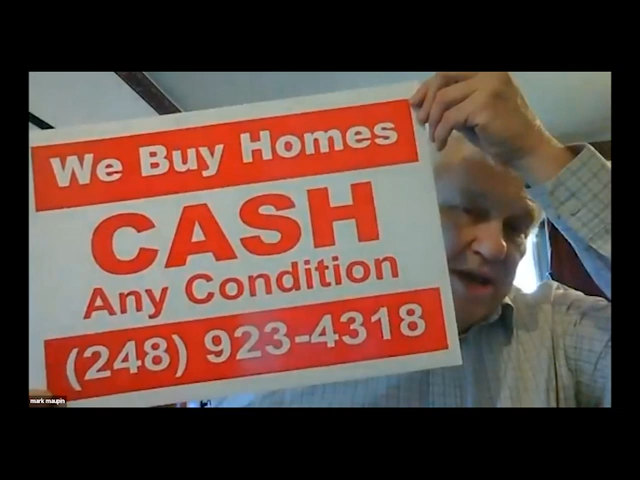 We Buy Homes
CASH
Any Condition
(248) 923-4318
mark maupin